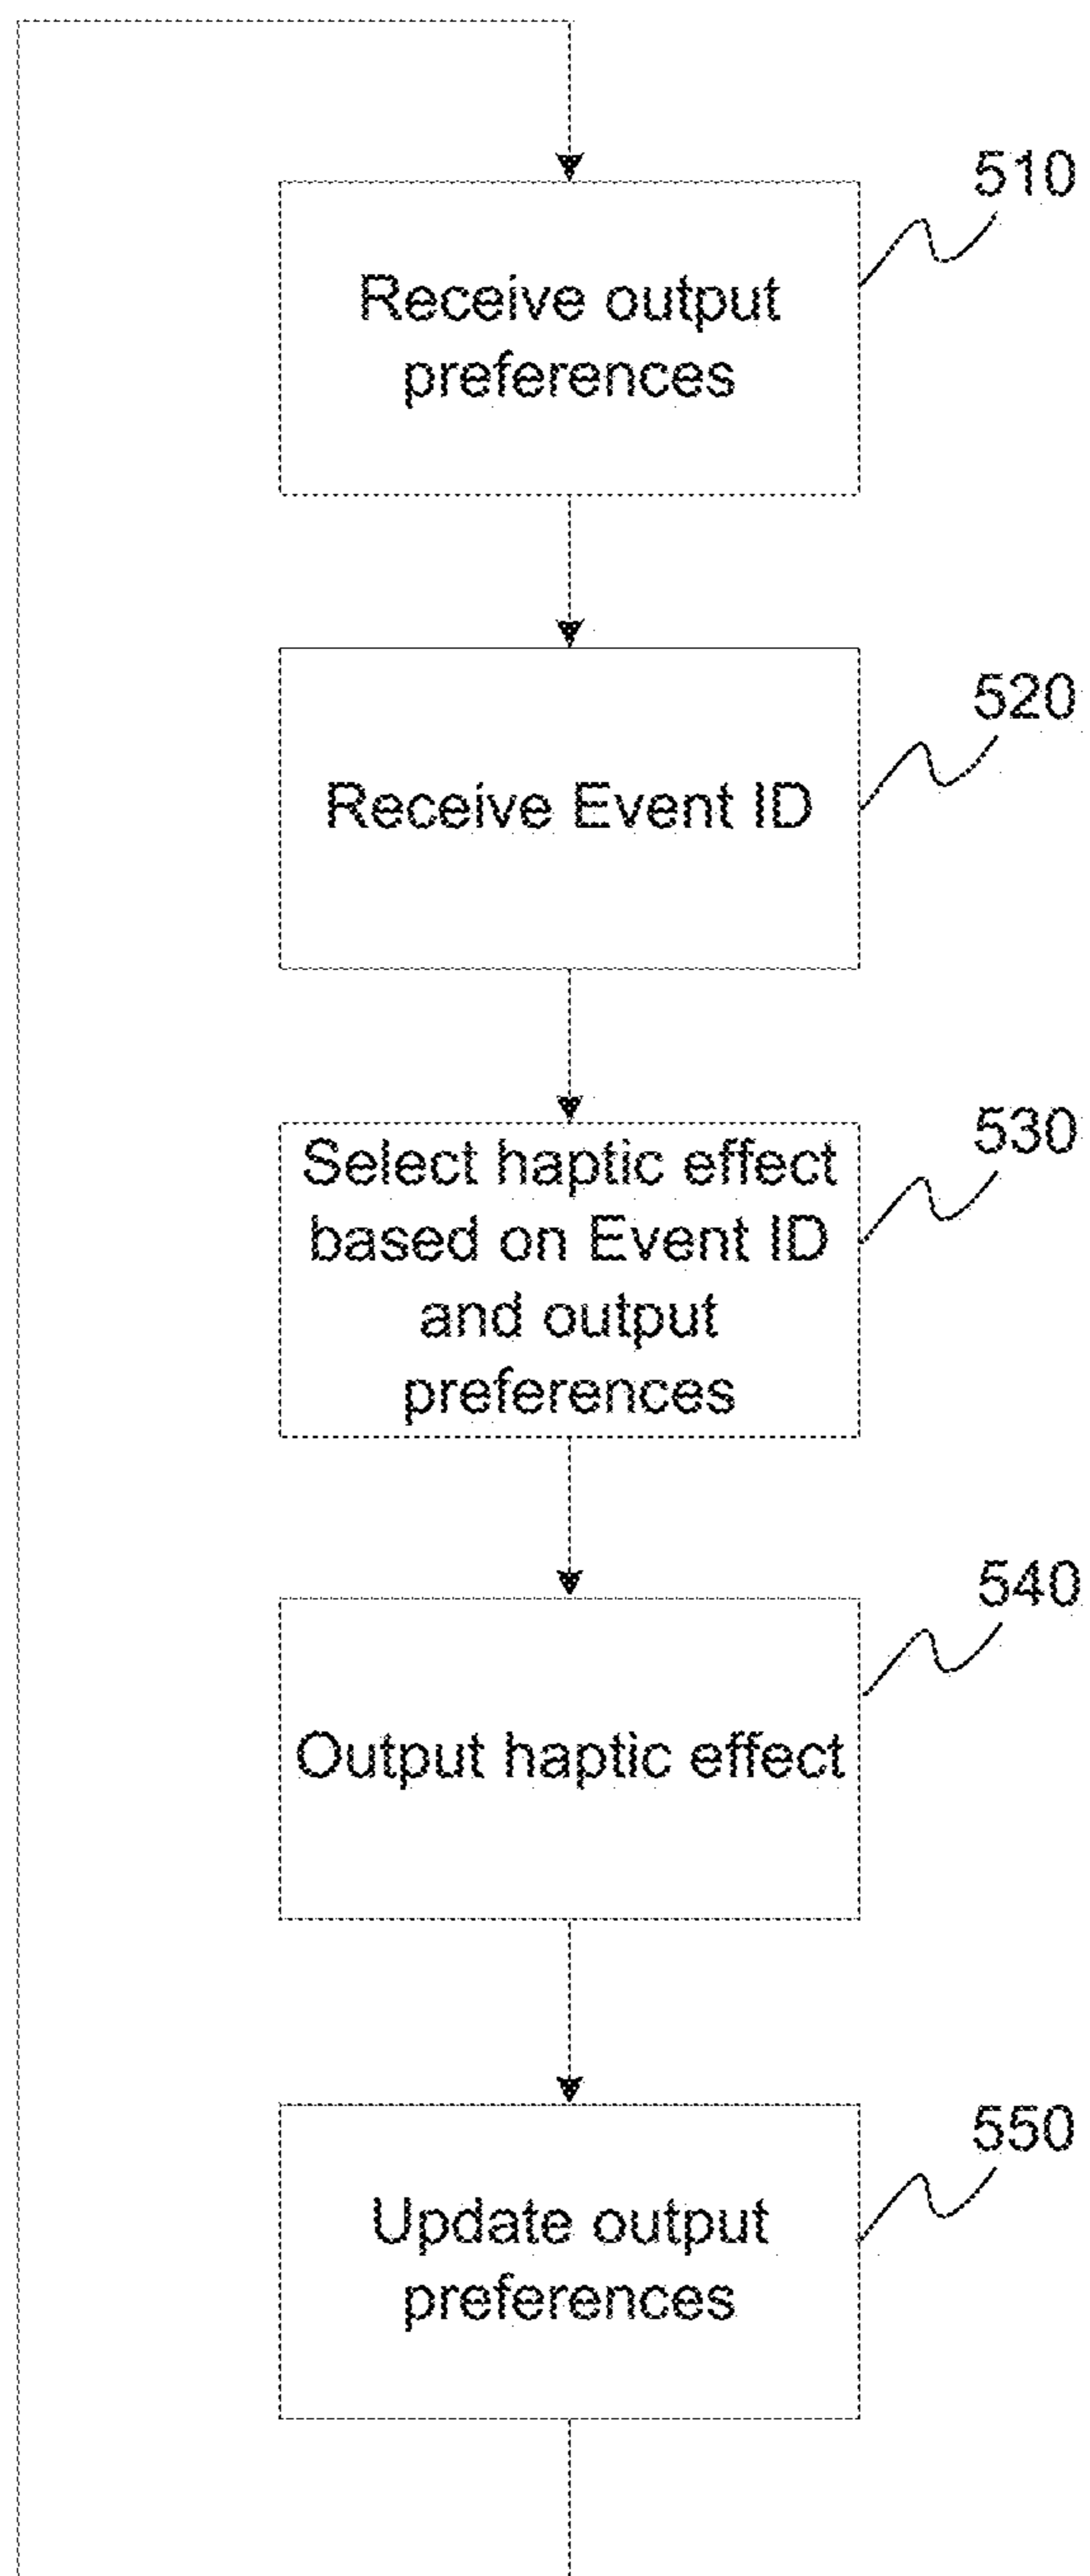 510
Receive output
preferences
520
Receive Event ID
530
Select haptic effect
based on Event ID
and output
preferences
540
Output haptic effect
550
Update output
preferences